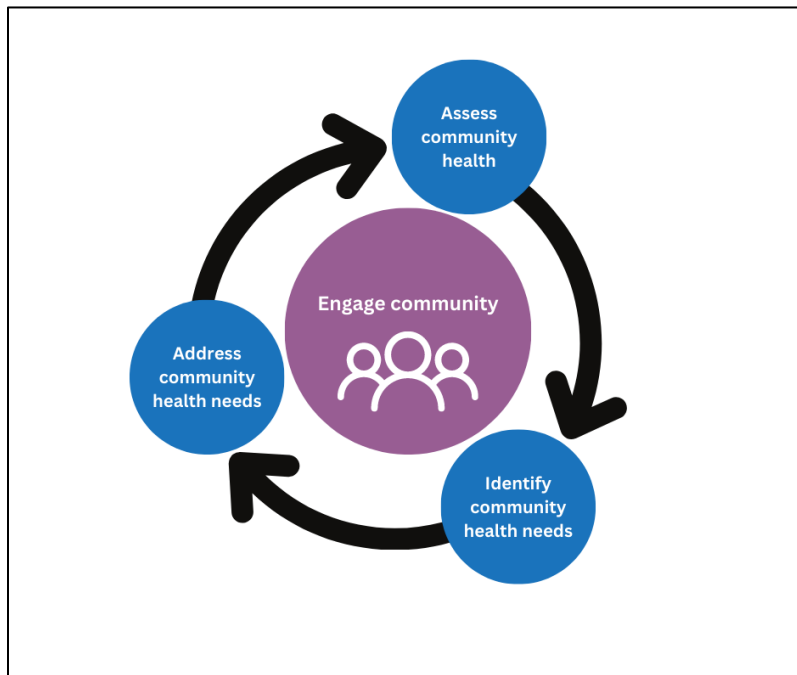 Assess
community
health
Engage community
Address
community
health needs
Identify
community
health needs